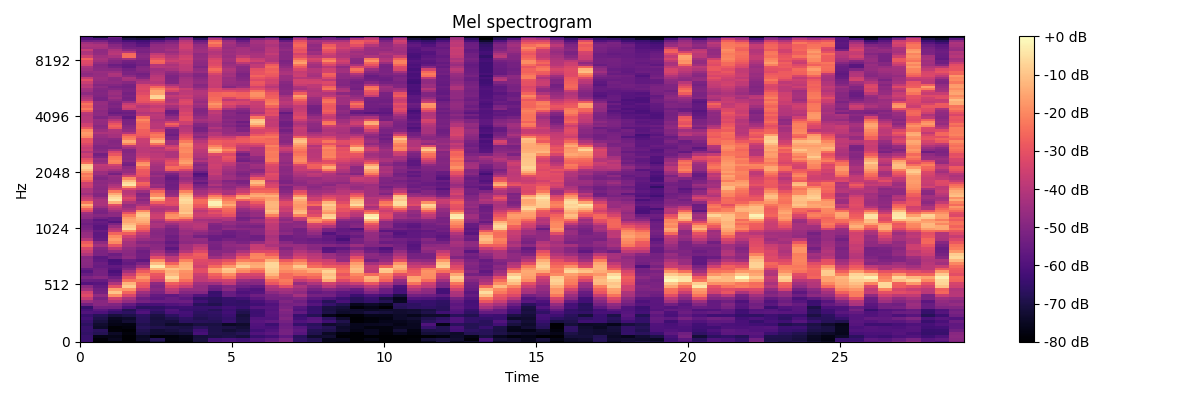 Mel spectrogram
8192
4096
2048
1024
512
0
Hz
0 5 10 15 20 25
Time
+0 dB
-10 dB
-20 dB
-30 dB
-40 dB
-50 dB
-60 dB
-70 dB
-80 dB